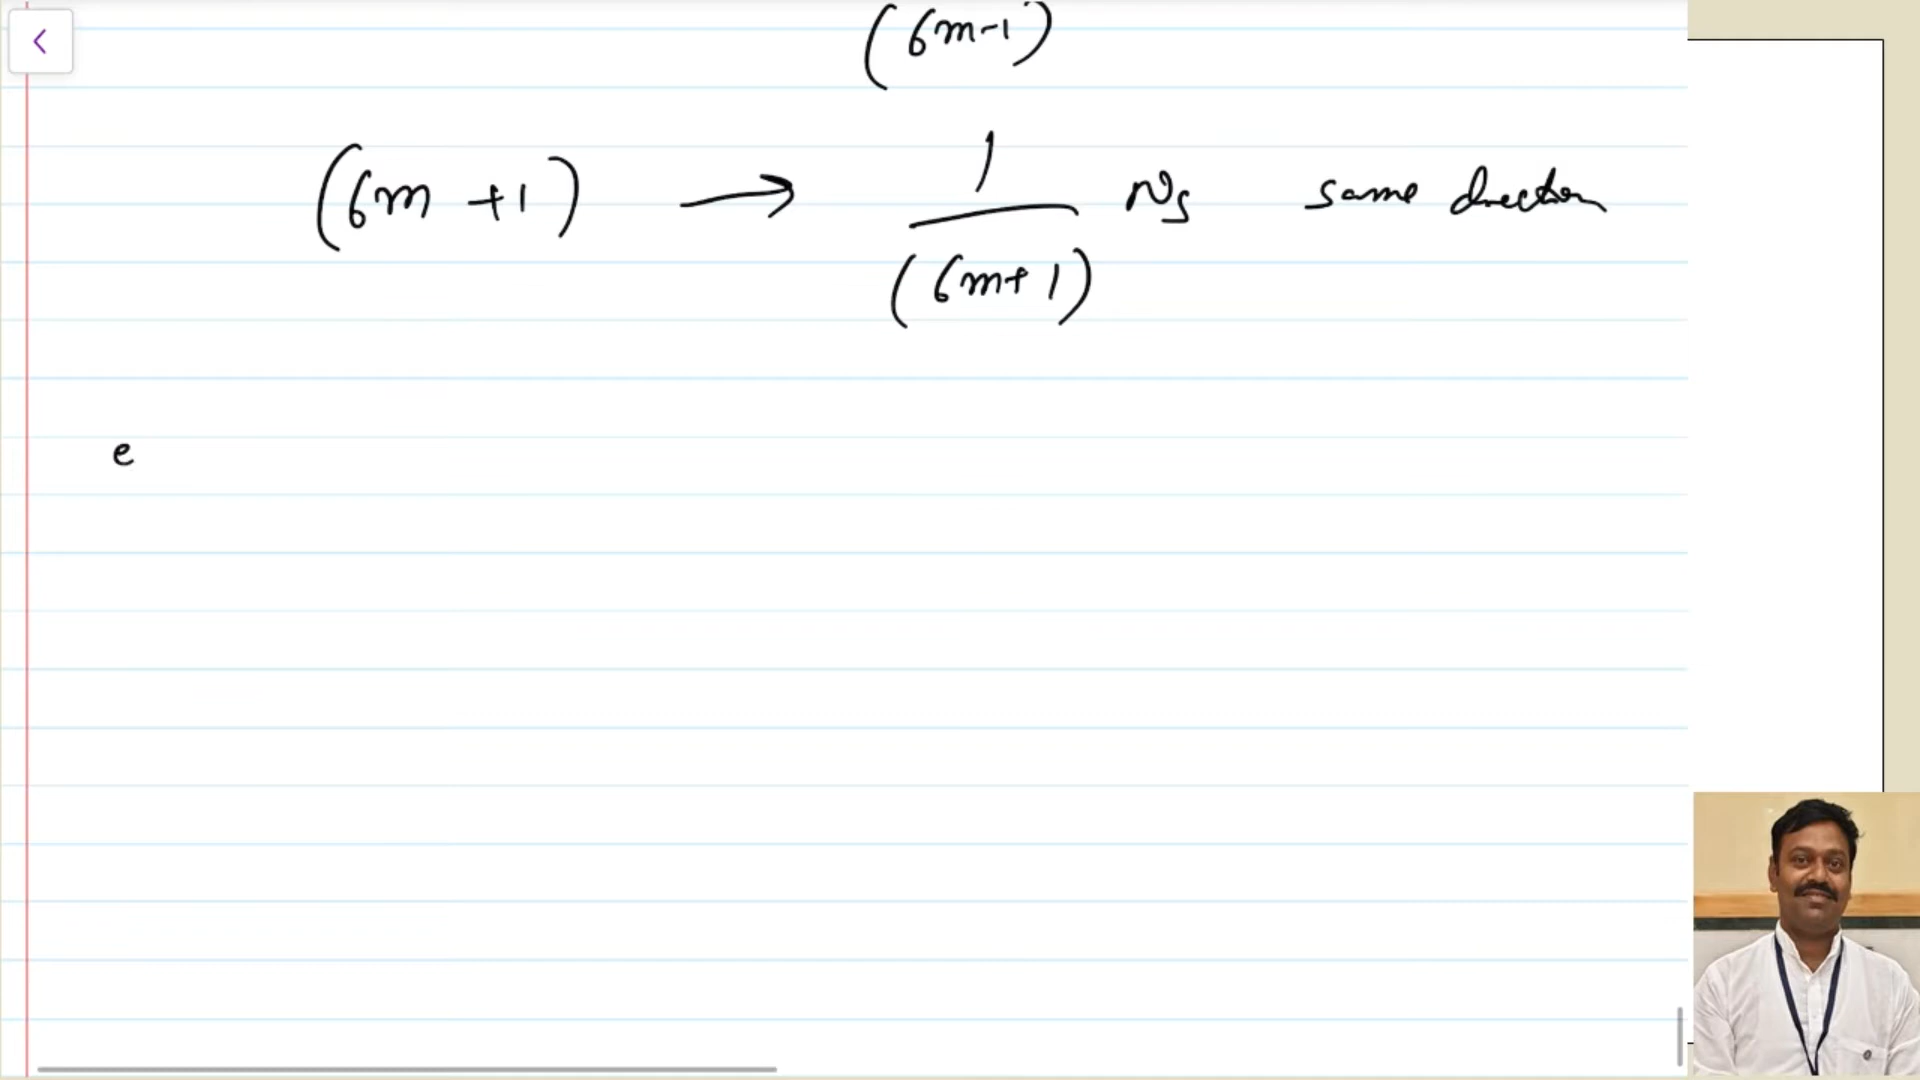 (6m-1)
(6m +1) → 1/(6m+1) Ns same direction
e